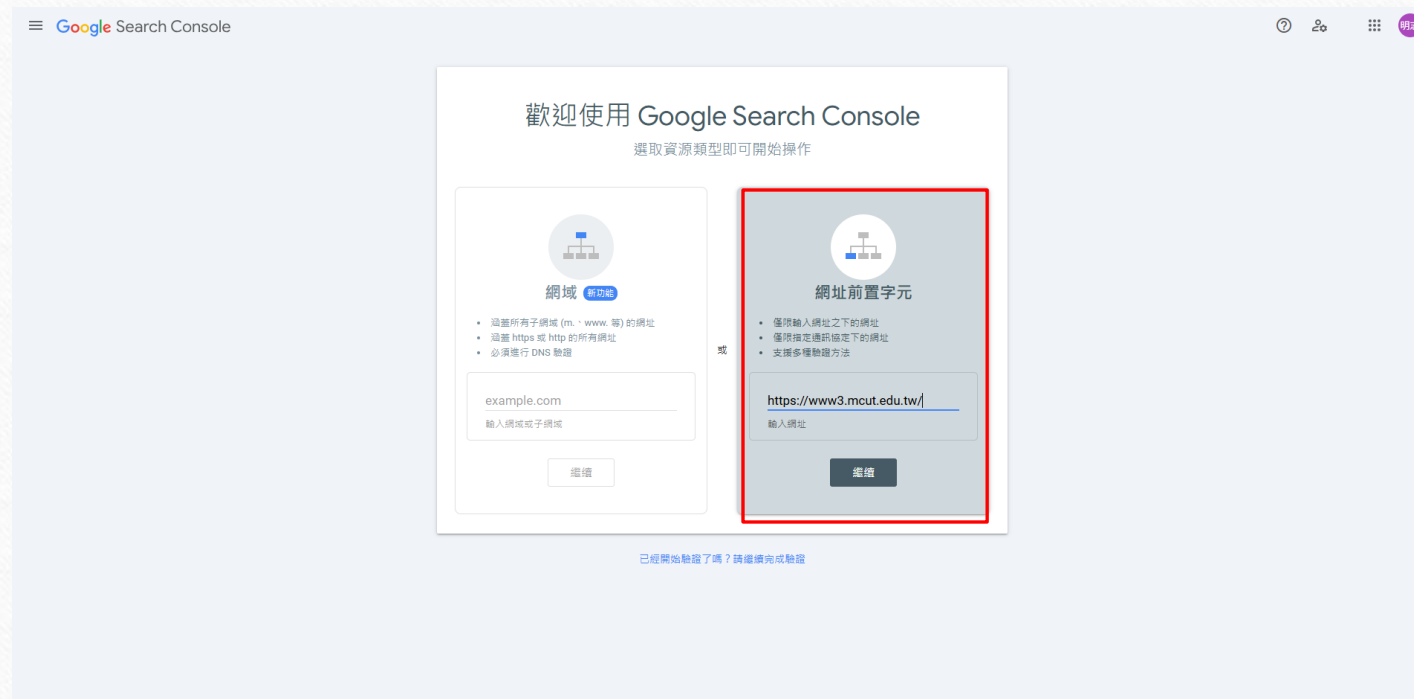 Google Search Console
明志
歡迎使用 Google Search Console
選取資源類型即可開始操作
網域 新功能
涵蓋所有子網域 (m.、www. 等) 的網址
涵蓋 https 或 http 的所有網址
必須進行 DNS 驗證
example.com
輸入網域或子網域
繼續
或
網址前置字元
僅限輸入網址之下的網址
僅限指定通訊協定下的網址
支援多種驗證方法
https://www3.mcut.edu.tw/
輸入網址
繼續
已經開始驗證了嗎？請繼續完成驗證